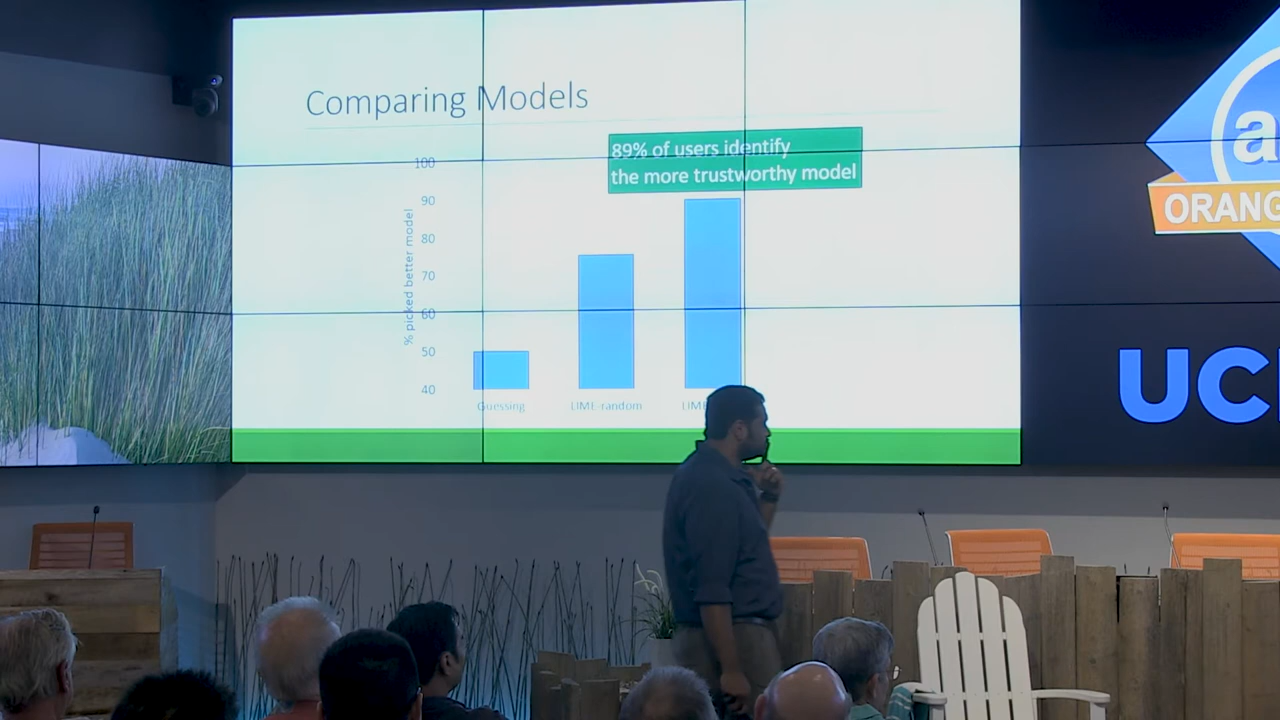 Comparing Models
89% of users identify
the more trustworthy model
% picked better model
100
90
80
70
60
50
40
Guessing
LIME-random
a
ORANG
UC